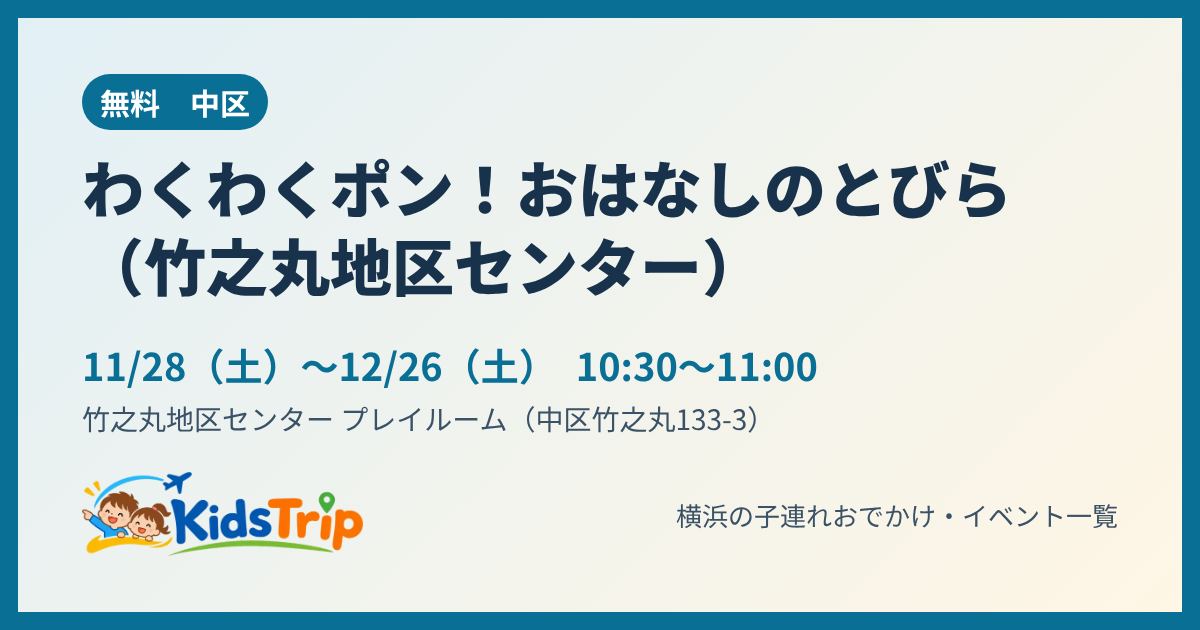 無料　中区
わくわくポン！おはなしのとびら
（竹之丸地区センター）
11/28（土）〜12/26（土）　10:30〜11:00
竹之丸地区センター プレイルーム（中区竹之丸133-3）
KidsTrip
横浜の子連れおでかけ・イベント一覧